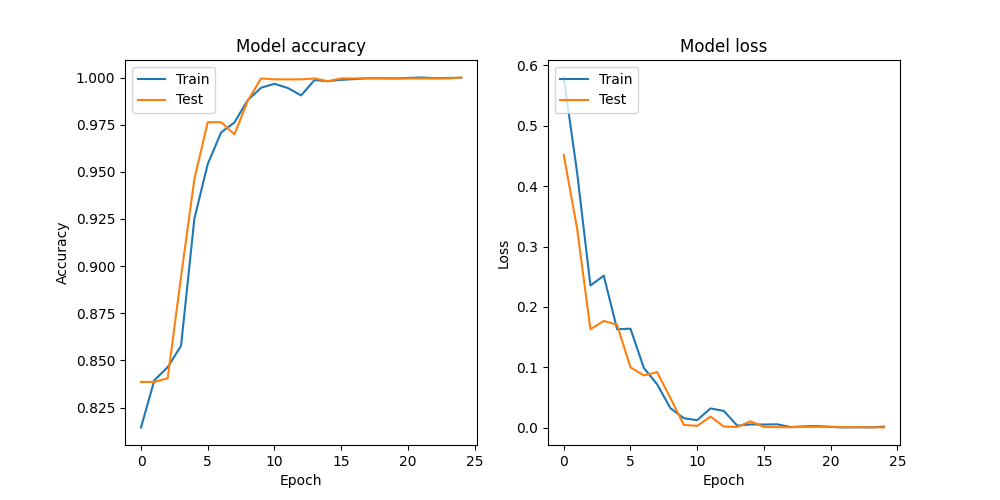 Model accuracy
Train
Test
1.000
0.975
0.950
0.925
0.900
0.875
0.850
0.825
Accuracy
0 5 10 15 20 25
Epoch
Model loss
Train
Test
0.6
0.5
0.4
0.3
0.2
0.1
0.0
Loss
0 5 10 15 20 25
Epoch